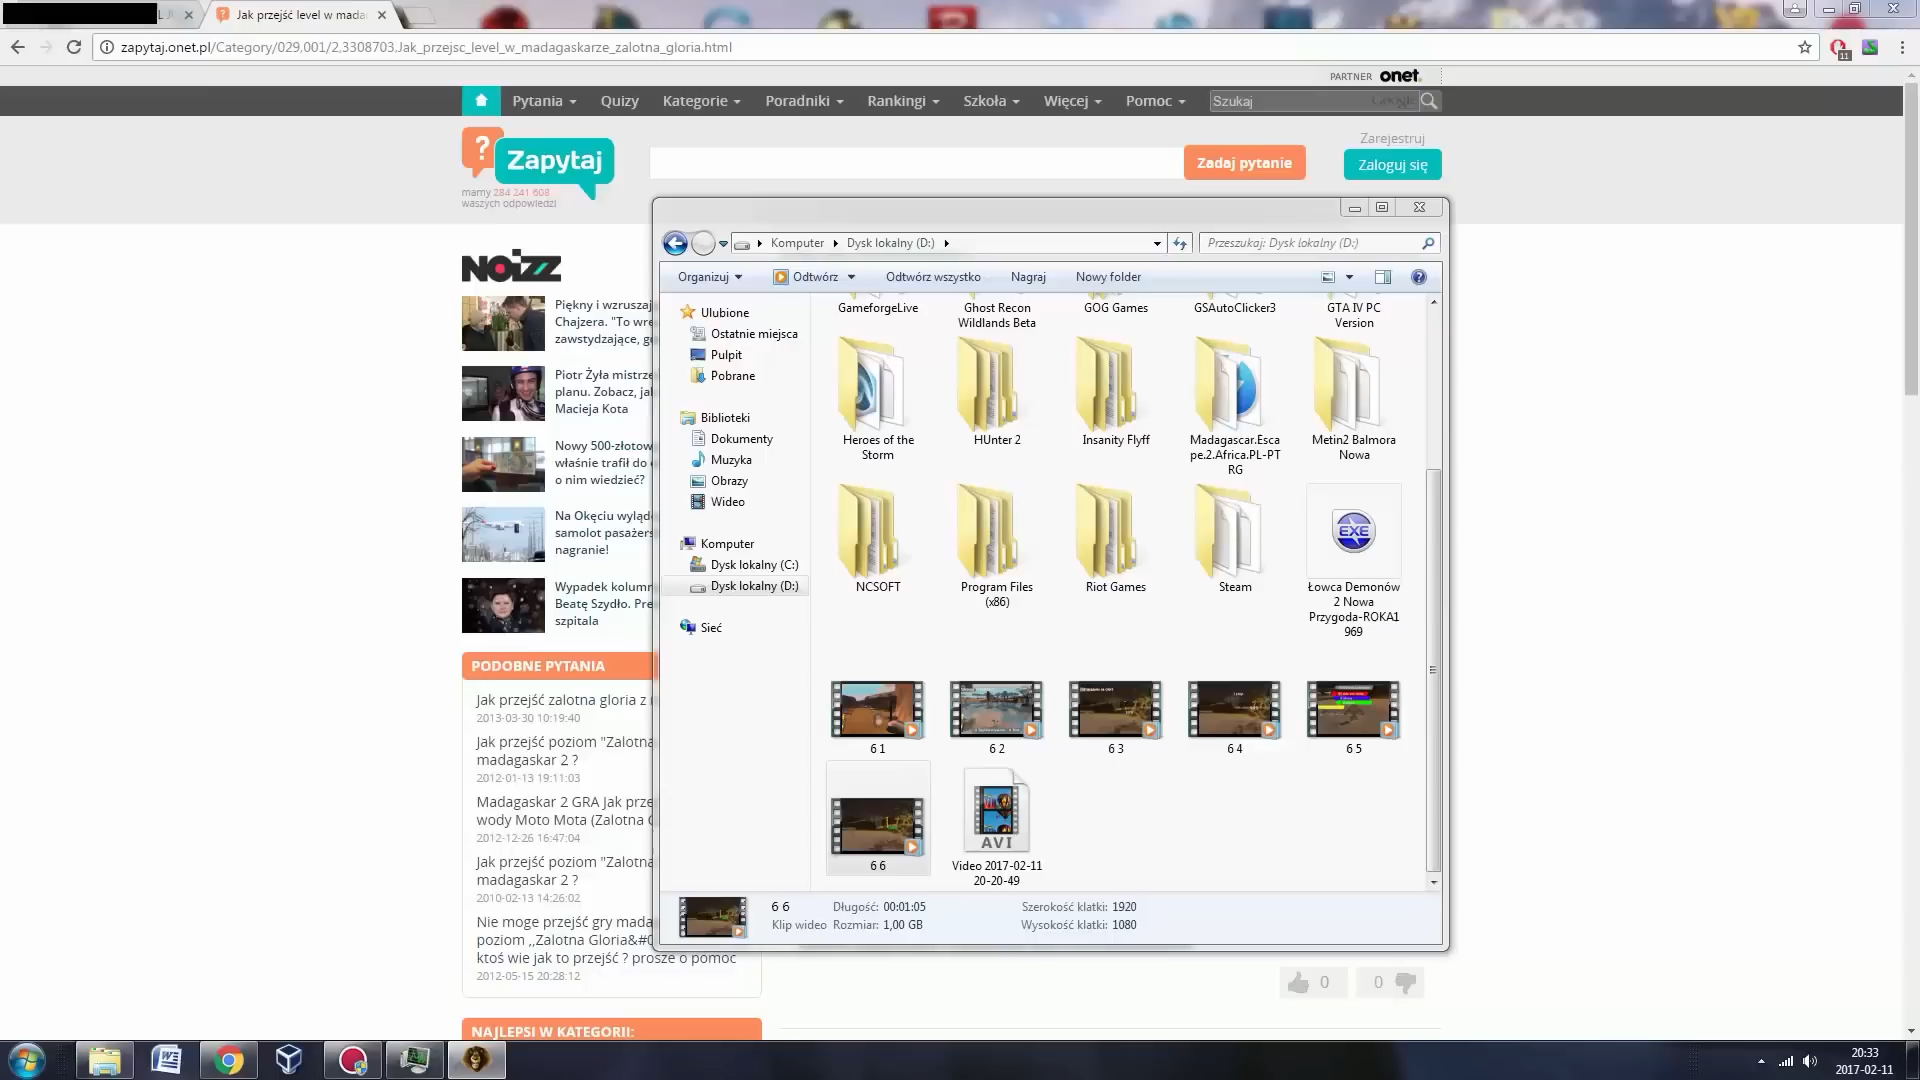 Jak przejść level w mada
zapytaj.onet.pl/Category/029,001/2,3308703,Jak_przejsc_level_w_madagaskarze_zalotna_gloria.html
11
PARTNER onet.
Pytania Quizy Kategorie Poradniki Rankingi Szkoła Więcej Pomoc Szukaj
? Zapytaj
Zadaj pytanie
Zarejestruj
Zaloguj się
mamy 284 241 608
waszych odpowiedzi
NOIZZ
Piękny i wzruszaj
Chajzera. "To wre
zawstydzające, g
Piotr Żyła mistrze
planu. Zobacz, ja
Macieja Kota
Nowy 500-złotow
właśnie trafił do
o nim wiedzieć?
Na Okęciu wyląd
samolot pasażers
nagranie!
Wypadek kolumn
Beatę Szydło. Pre
szpitala
PODOBNE PYTANIA
Jak przejść zalotna gloria z
2013-03-30 10:19:40
Jak przejść poziom "Zalotna
madagaskar 2 ?
2012-01-13 19:11:03
Madagaskar 2 GRA Jak prze
wody Moto Mota (Zalotna
2012-12-26 16:47:04
Jak przejść poziom "Zalotna
madagaskar 2 ?
2010-02-13 14:26:02
Nie moge przejść gry mada
poziom ,,Zalotna Gloria&#0
ktoś wie jak to przejść ? prosze o pomoc
2012-05-15 20:28:12
NAJLEPSI W KATEGORII:
Komputer Dysk lokalny (D:)
Przeszukaj: Dysk lokalny (D:)
Organizuj Odtwórz Odtwórz wszystko Nagraj Nowy folder
Ulubione
Ostatnie miejsca
Pulpit
Pobrane
Biblioteki
Dokumenty
Muzyka
Obrazy
Wideo
Komputer
Dysk lokalny (C:)
Dysk lokalny (D:)
Sieć
GameforgeLive
Ghost Recon
Wildlands Beta
GOG Games
GSAutoClicker3
GTA IV PC
Version
Heroes of the
Storm
HUnter 2
Insanity Flyff
Madagascar.Esca
pe.2.Africa.PL-PT
RG
Metin2 Balmora
Nowa
NCSOFT
Program Files
(x86)
Riot Games
Steam
EXE
Łowca Demonów
2 Nowa
Przygoda-ROKA1
969
6 1
6 2
6 3
6 4
6 5
6 6
AVI
Video 2017-02-11
20-20-49
6 6
Klip wideo
Długość: 00:01:05
Rozmiar: 1,00 GB
Szerokość klatki: 1920
Wysokość klatki: 1080
0 0
20:33
2017-02-11